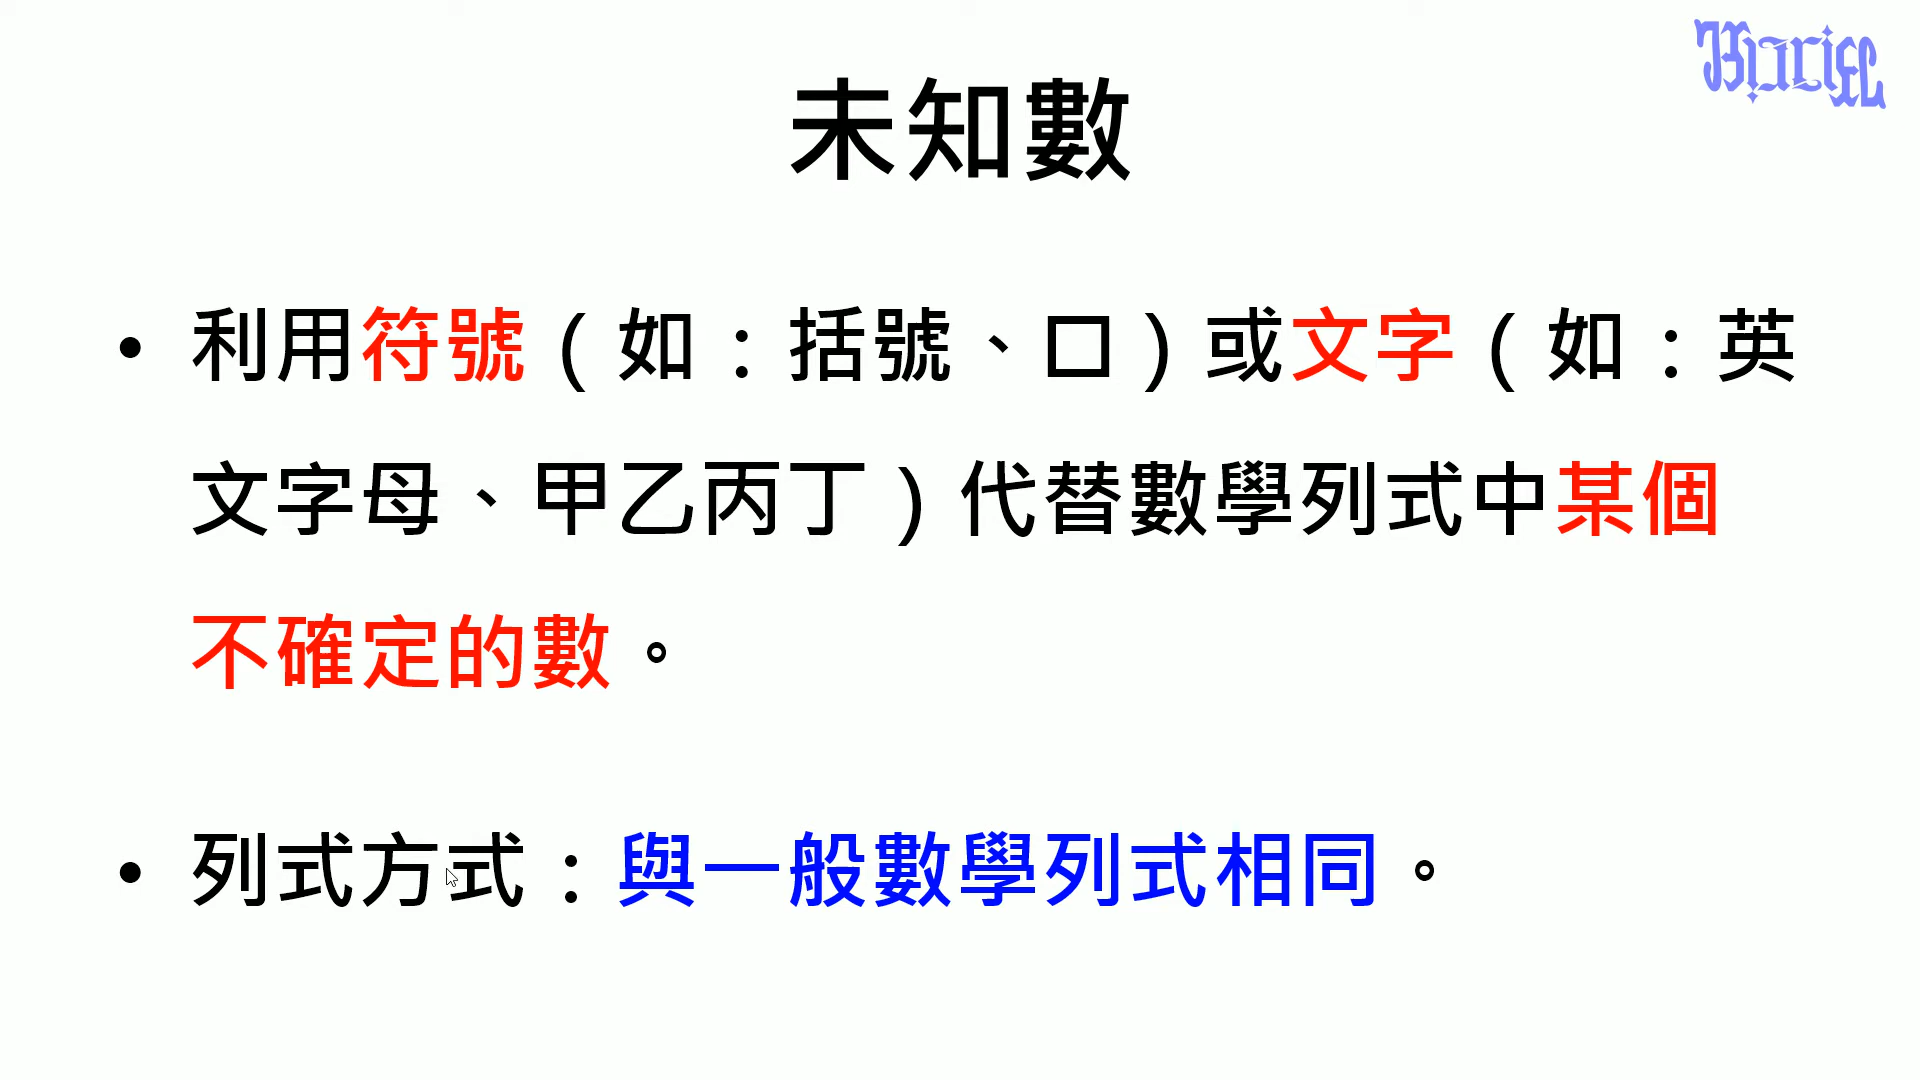 未知數
• 利用符號（如：括號、口）或文字（如：英
文字母、甲乙丙丁）代替數學列式中某個
不確定的數。
• 列式方式：與一般數學列式相同。